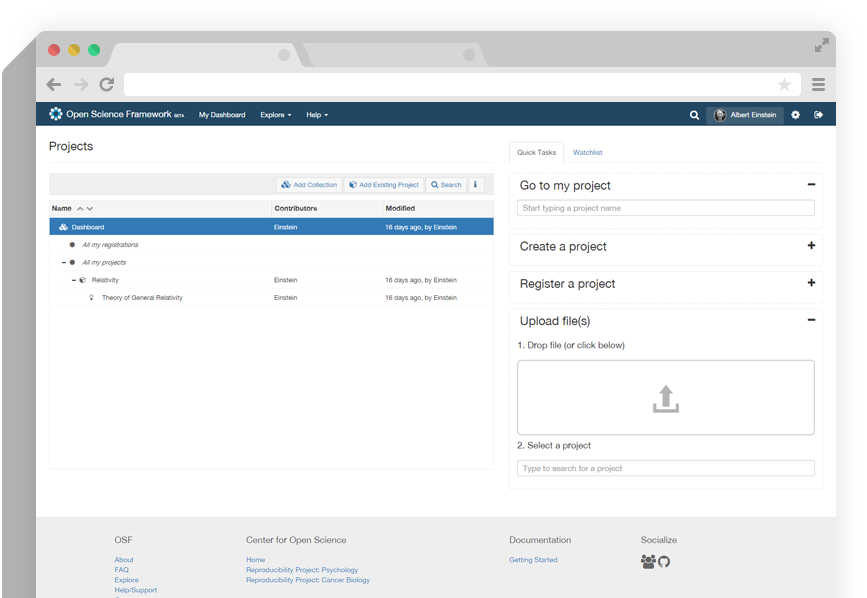 Open Science Framework BETA My Dashboard Explore Help Albert Einstein
Projects
Quick Tasks Watchlist
Add Collection Add Existing Project Search i
Name Contributors Modified
Dashboard Einstein 16 days ago, by Einstein
All my registrations
All my projects
Relativity Einstein 16 days ago, by Einstein
Theory of General Relativity Einstein 16 days ago, by Einstein
Go to my project
Start typing a project name
Create a project
Register a project
Upload file(s)
1. Drop file (or click below)
2. Select a project
Type to search for a project
OSF
About
FAQ
Explore
Help/Support
Center for Open Science
Home
Reproducibility Project: Psychology
Reproducibility Project: Cancer Biology
Documentation
Getting Started
Socialize